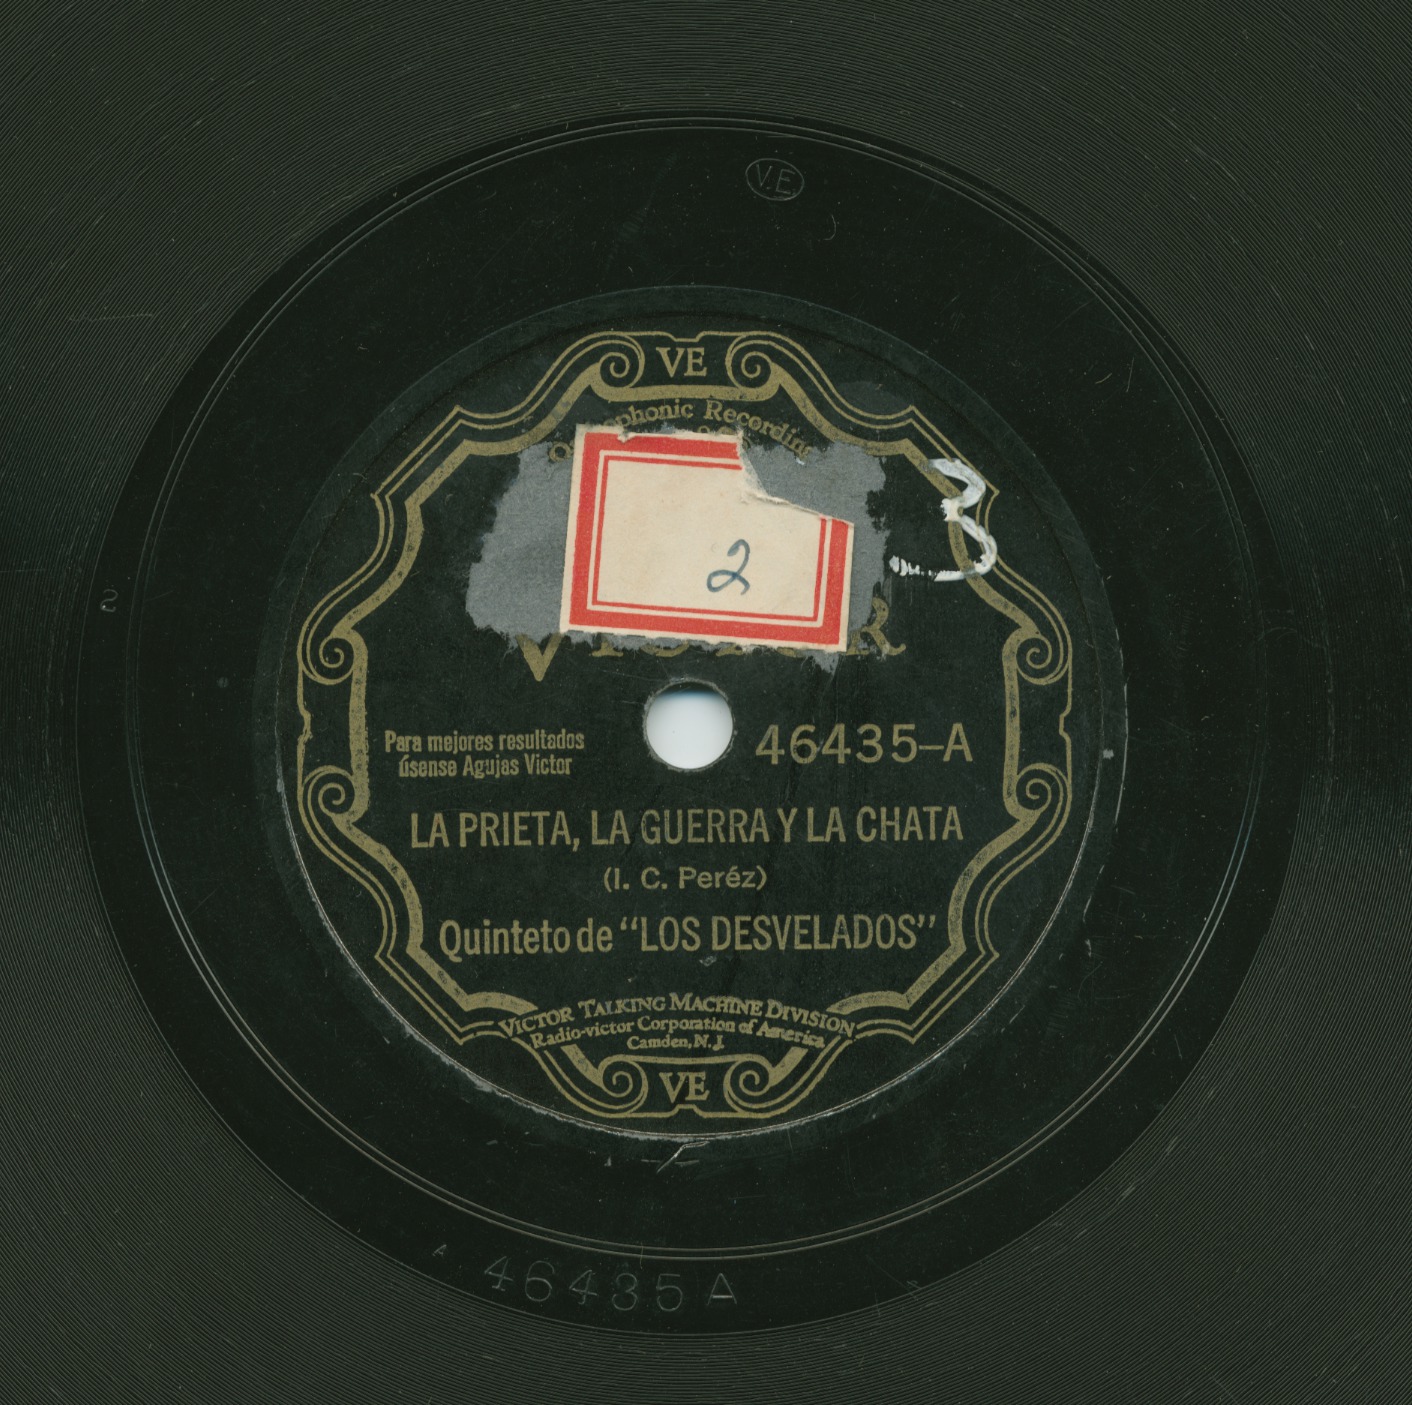 V.E.
VE
Recording
2
3
Para mejores resultados
úsense Agujas Victor
46435-A
LA PRIETA, LA GUERRA Y LA CHATA
(I. C. Peréz)
Quinteto de “LOS DESVELADOS”
VICTOR TALKING MACHINE DIVISION
Radio-victor Corporation of America
Camden, N. J.
VE
A 46435 A